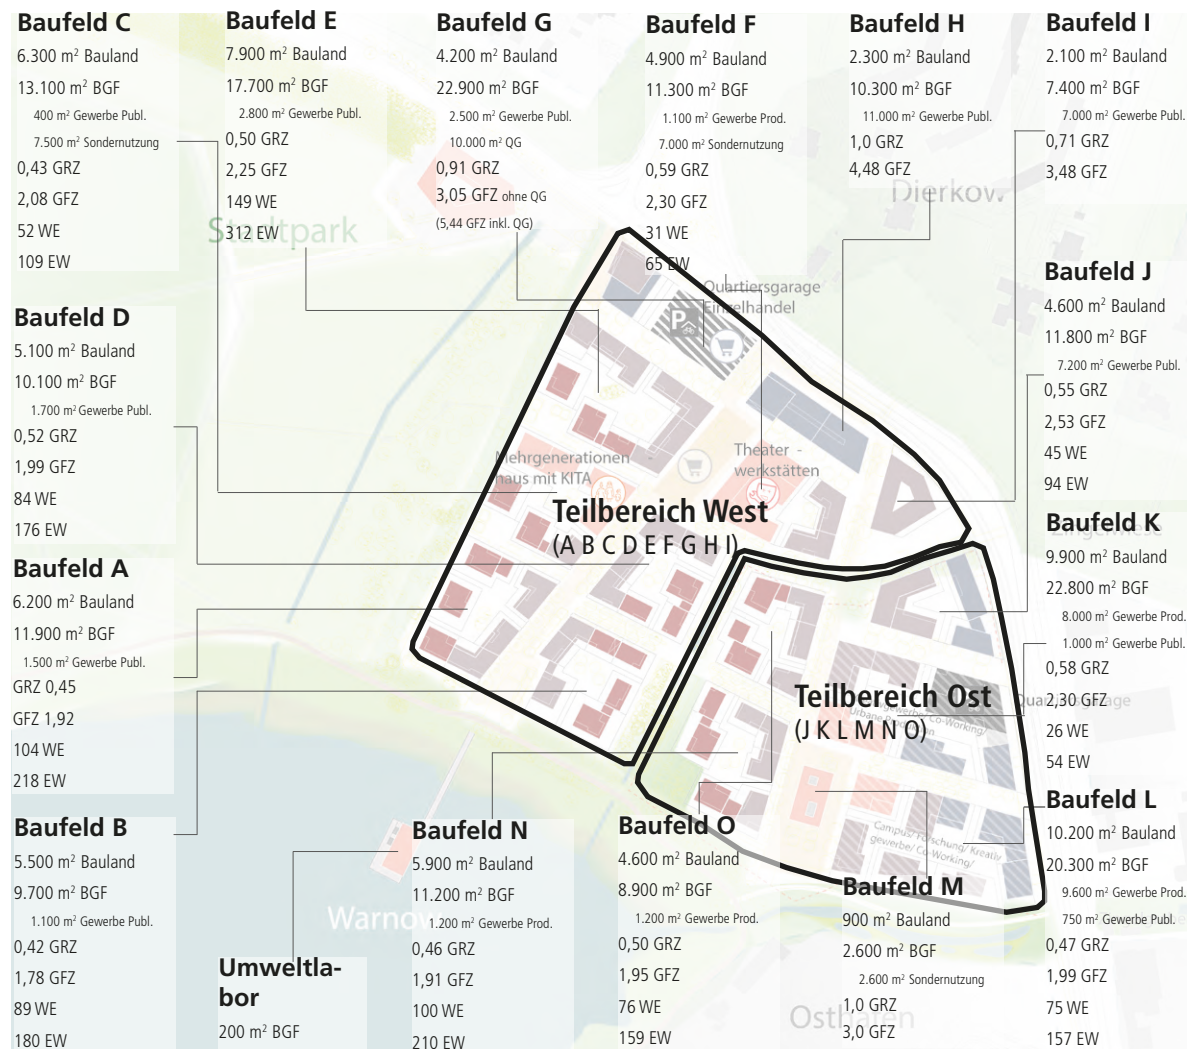 Baufeld C
6.300 m² Bauland
13.100 m² BGF
400 m² Gewerbe Publ.
7.500 m² Sondernutzung
0,43 GRZ
2,08 GFZ
52 WE
109 EW
Baufeld E
7.900 m² Bauland
17.700 m² BGF
2.800 m² Gewerbe Publ.
0,50 GRZ
2,25 GFZ
149 WE
312 EW
Baufeld G
4.200 m² Bauland
22.900 m² BGF
2.500 m² Gewerbe Publ.
10.000 m² QG
0,91 GRZ
3,05 GFZ ohne QG
(5,44 GFZ inkl. QG)
Baufeld F
4.900 m² Bauland
11.300 m² BGF
1.100 m² Gewerbe Prod.
7.000 m² Sondernutzung
0,59 GRZ
2,30 GFZ
31 WE
65 EW
Baufeld H
2.300 m² Bauland
10.300 m² BGF
11.000 m² Gewerbe Publ.
1,0 GRZ
4,48 GFZ
Baufeld I
2.100 m² Bauland
7.400 m² BGF
7.000 m² Gewerbe Publ.
0,71 GRZ
3,48 GFZ
Dierkow
Stadtpark
Baufeld J
4.600 m² Bauland
11.800 m² BGF
7.200 m² Gewerbe Publ.
0,55 GRZ
2,53 GFZ
45 WE
94 EW
Quartiersgarage
Einzelhandel
P
Baufeld D
5.100 m² Bauland
10.100 m² BGF
1.700 m² Gewerbe Publ.
0,52 GRZ
1,99 GFZ
84 WE
176 EW
Mehrgenerationen -
haus mit KITA
Theater -
werkstätten
Teilbereich West
(A B C D E F G H I)
Baufeld K
Zingelwiese
9.900 m² Bauland
22.800 m² BGF
8.000 m² Gewerbe Prod.
1.000 m² Gewerbe Publ.
0,58 GRZ
2,30 GFZ
26 WE
54 EW
Baufeld A
6.200 m² Bauland
11.900 m² BGF
1.500 m² Gewerbe Publ.
GRZ 0,45
GFZ 1,92
104 WE
218 EW
Teilbereich Ost
(J K L M N O)
Quartiersgarage
gewerbe/ Co-Working/
Urbane
Baufeld B
5.500 m² Bauland
9.700 m² BGF
1.100 m² Gewerbe Publ.
0,42 GRZ
1,78 GFZ
89 WE
180 EW
Warnow
Umweltla-
bor
200 m² BGF
Baufeld N
5.900 m² Bauland
11.200 m² BGF
1.200 m² Gewerbe Prod.
0,46 GRZ
1,91 GFZ
100 WE
210 EW
Baufeld O
4.600 m² Bauland
8.900 m² BGF
1.200 m² Gewerbe Prod.
0,50 GRZ
1,95 GFZ
76 WE
159 EW
Campus/ Forschung/ Kreativ
gewerbe/ Co-Working/
Baufeld M
900 m² Bauland
2.600 m² BGF
2.600 m² Sondernutzung
1,0 GRZ
3,0 GFZ
Osthafen
Baufeld L
10.200 m² Bauland
20.300 m² BGF
9.600 m² Gewerbe Prod.
750 m² Gewerbe Publ.
0,47 GRZ
1,99 GFZ
75 WE
157 EW